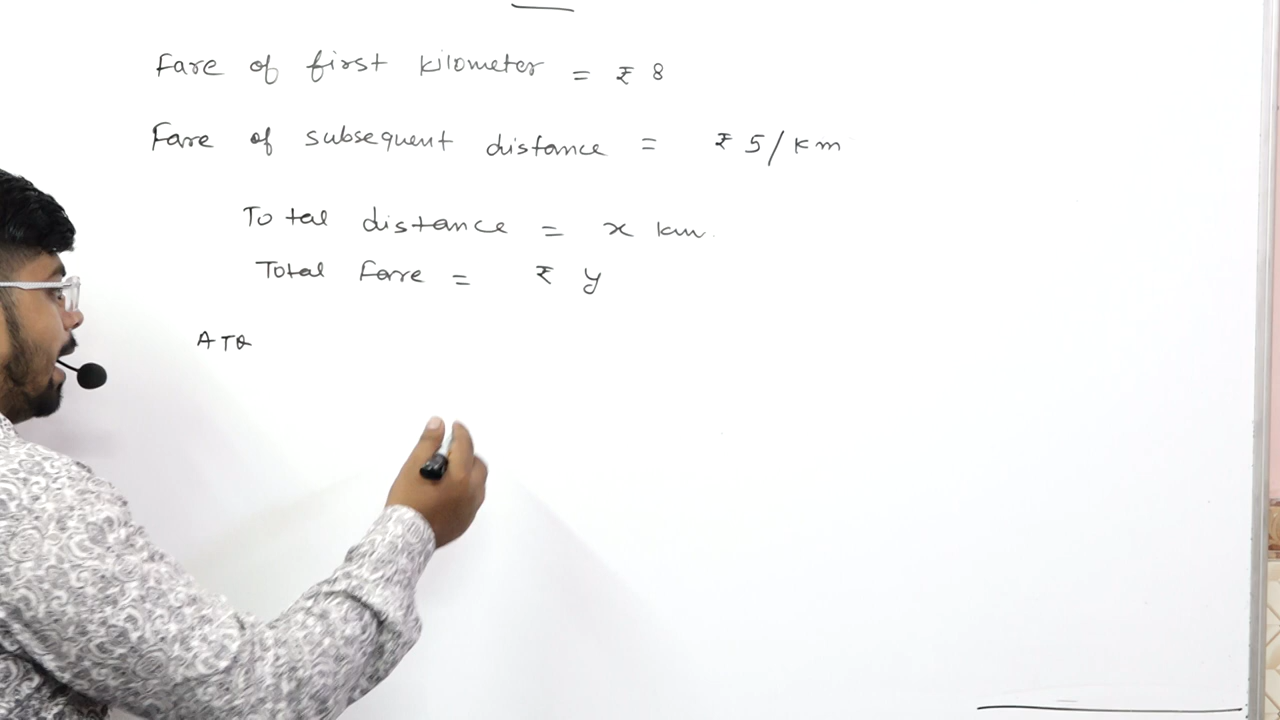 Fare of first kilometer = ₹ 8
Fare of subsequent distance = ₹ 5/km
Total distance = x km.
Total Fare = ₹ y
ATQ